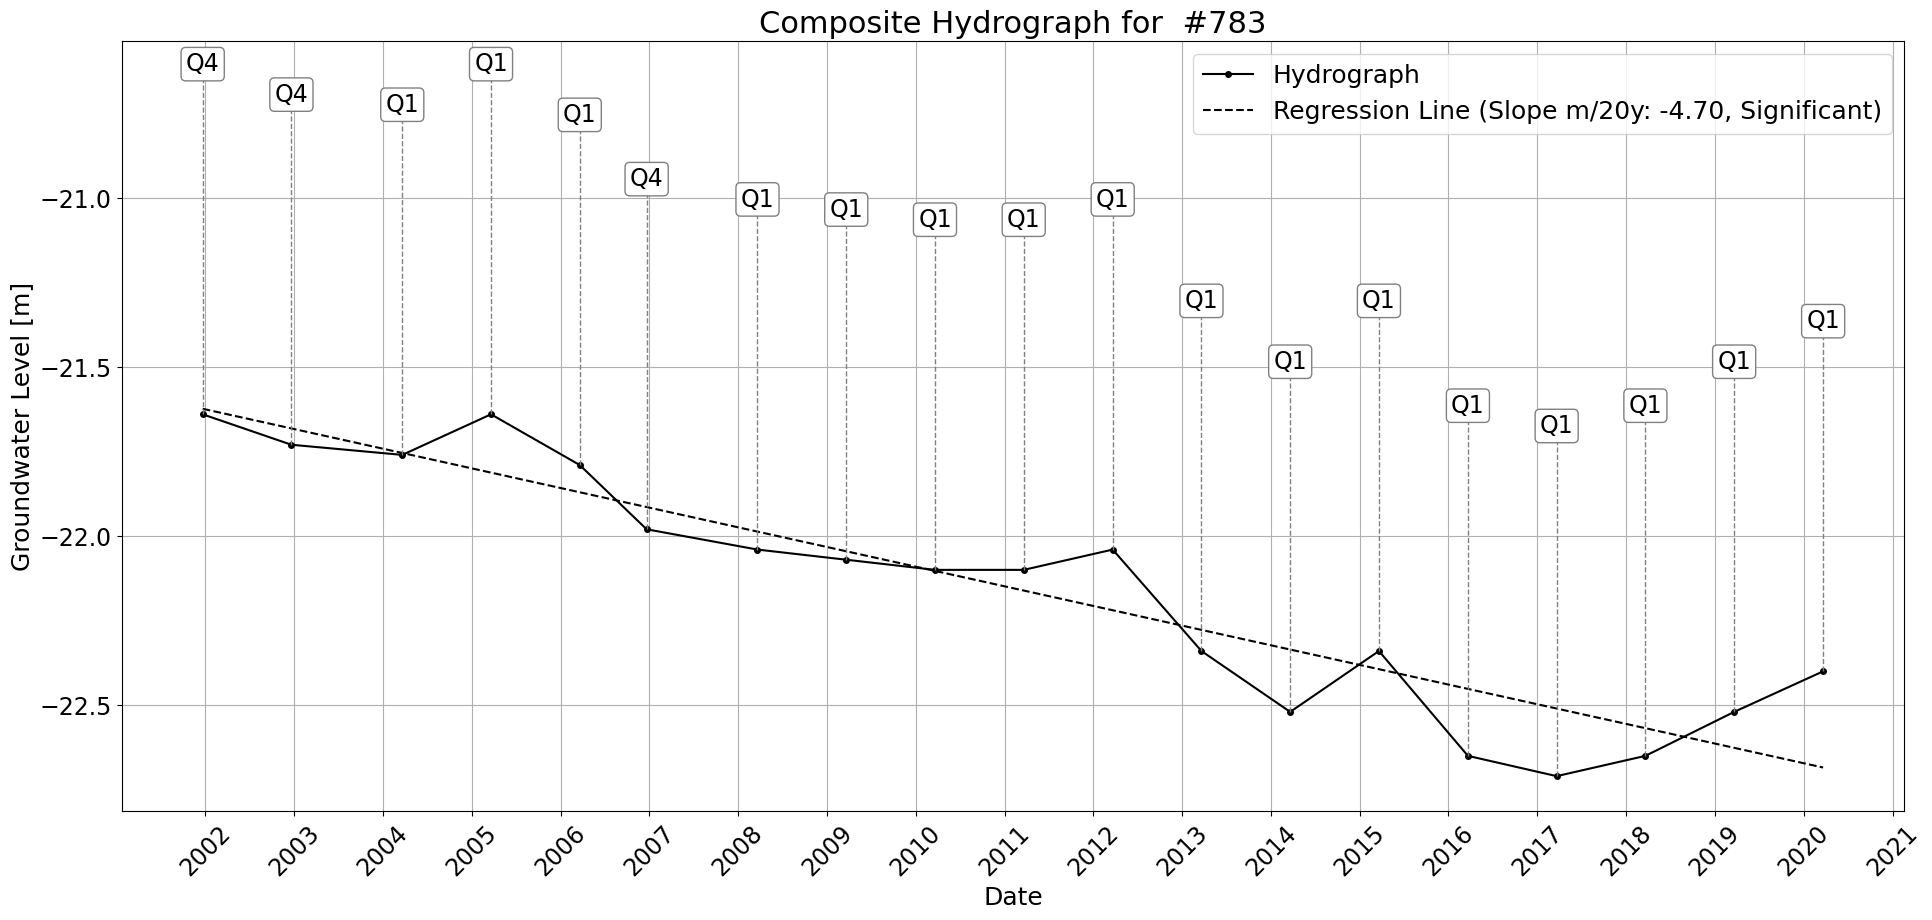 Composite Hydrograph for  #783
Hydrograph
Regression Line (Slope m/20y: -4.70, Significant)
Q4
Q4
Q1
Q1
Q1
Q4
Q1
Q1
Q1
Q1
Q1
Q1
Q1
Q1
Q1
Q1
Q1
Q1
Q1
Groundwater Level [m]
−21.0
−21.5
−22.0
−22.5
2002
2003
2004
2005
2006
2007
2008
2009
2010
2011
2012
2013
2014
2015
2016
2017
2018
2019
2020
2021
Date